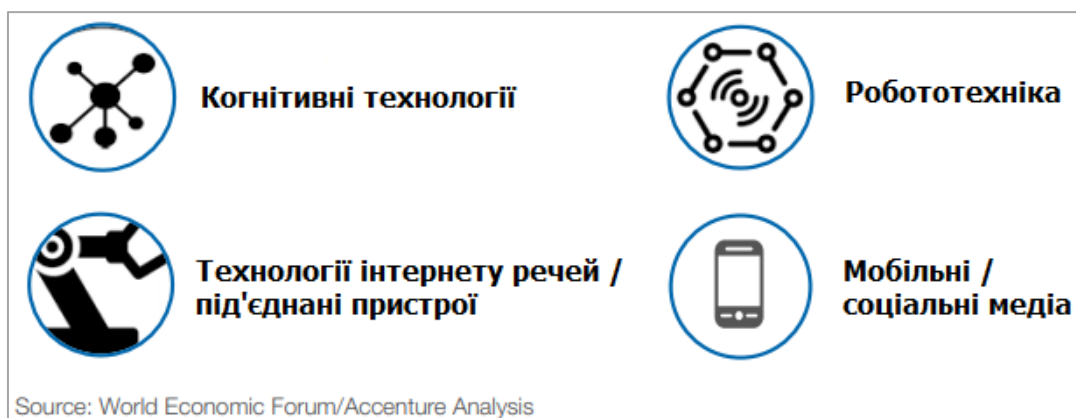 Когнітивні технології
Робототехніка
Технології інтернету речей /
під'єднані пристрої
Мобільні /
соціальні медіа
Source: World Economic Forum/Accenture Analysis